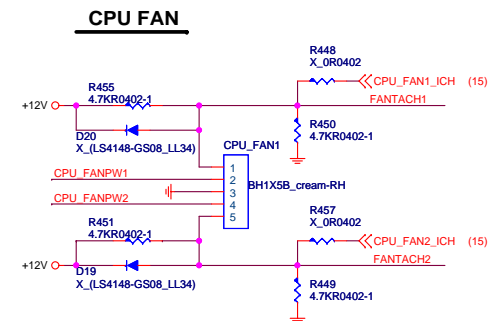 CPU FAN
R448
X_0R0402
CPU_FAN1_ICH (15)
R455
4.7KR0402-1
+12V
FANTACH1
R450
4.7KR0402-1
D20
X_(LS4148-GS08_LL34)
CPU_FAN1
1
CPU_FANPW1
2
3
BH1X5B_cream-RH
CPU_FANPW2
4
5
R451
4.7KR0402-1
R457
X_0R0402
CPU_FAN2_ICH (15)
+12V
FANTACH2
D19
X_(LS4148-GS08_LL34)
R449
4.7KR0402-1